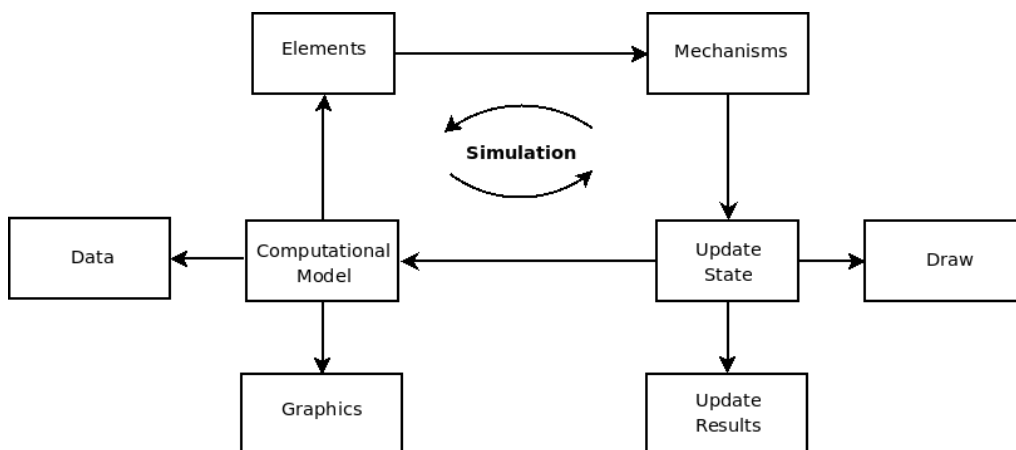 Elements
Mechanisms
Simulation
Data
Computational
Model
Update
State
Draw
Graphics
Update
Results